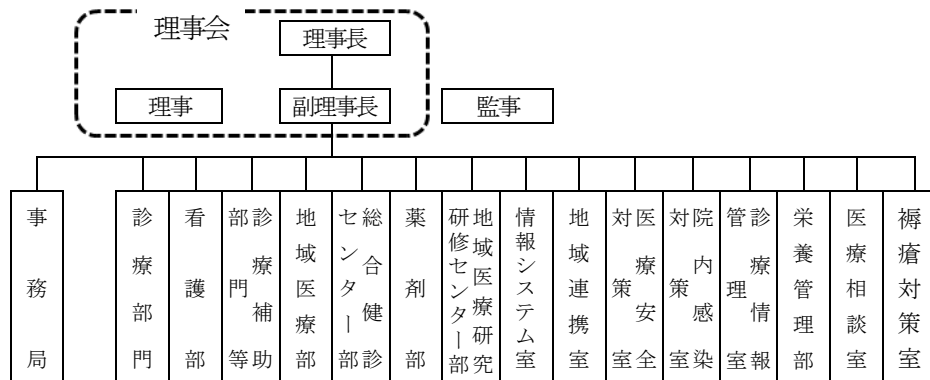 理事会
理事長
理事
副理事長
監事
事務局
診療部門
看護部
診療補助
部門等
地域医療部
総合健診
センター部
薬剤部
地域医療研究
研修センター部
情報システム室
地域連携室
医療安全
対策室
院内感染
対策室
診療情報
管理室
栄養管理部
医療相談室
褥瘡対策室